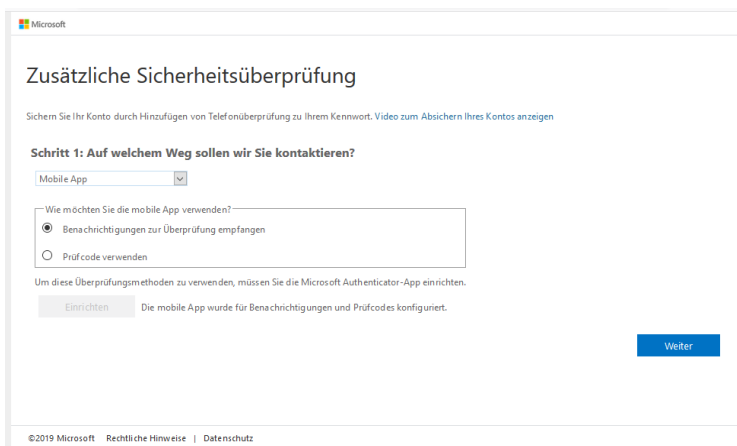 Microsoft
Zusätzliche Sicherheitsüberprüfung
Sichern Sie Ihr Konto durch Hinzufügen von Telefonüberprüfung zu Ihrem Kennwort. Video zum Absichern Ihres Kontos anzeigen
Schritt 1: Auf welchem Weg sollen wir Sie kontaktieren?
Mobile App
Wie möchten Sie die mobile App verwenden?
Benachrichtigungen zur Überprüfung empfangen
Prüfcode verwenden
Um diese Überprüfungsmethoden zu verwenden, müssen Sie die Microsoft Authenticator-App einrichten.
Einrichten Die mobile App wurde für Benachrichtigungen und Prüfcodes konfiguriert.
Weiter
©2019 Microsoft Rechtliche Hinweise | Datenschutz